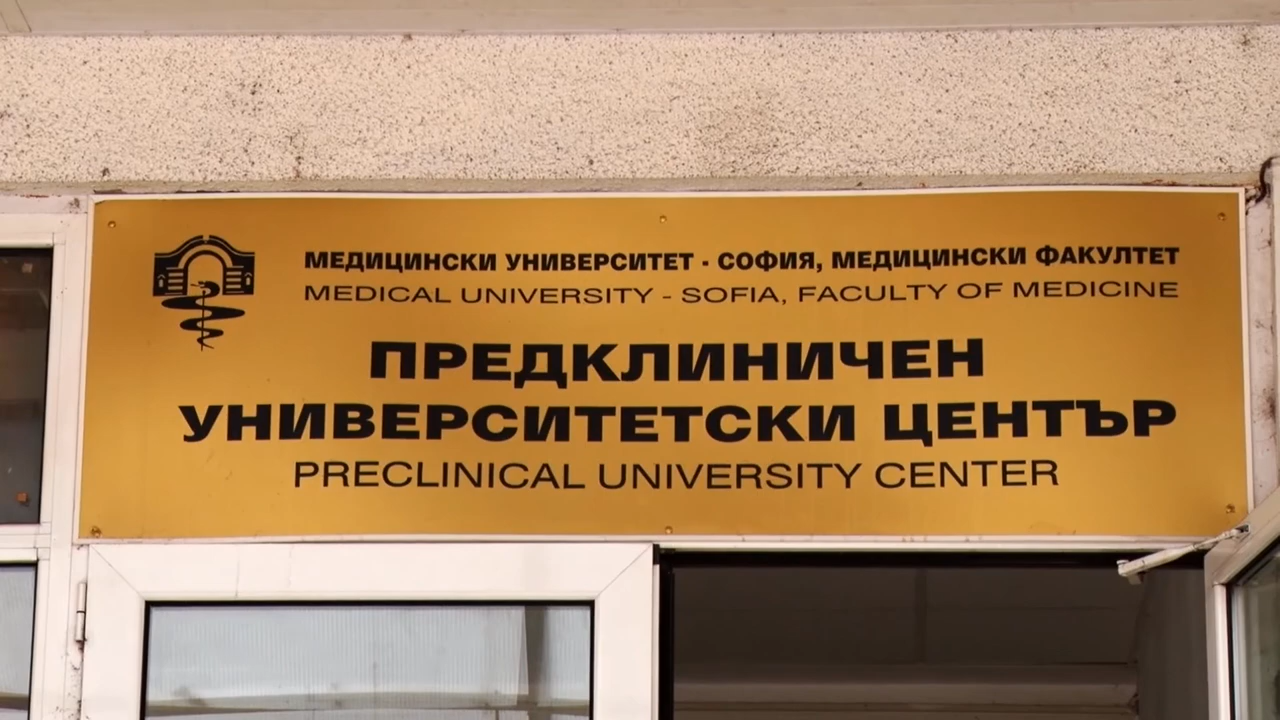 МЕДИЦИНСКИ УНИВЕРСИТЕТ - СОФИЯ, МЕДИЦИНСКИ ФАКУЛТЕТ
MEDICAL UNIVERSITY - SOFIA, FACULTY OF MEDICINE
ПРЕДКЛИНИЧЕН
УНИВЕРСИТЕТСКИ ЦЕНТЪР
PRECLINICAL UNIVERSITY CENTER